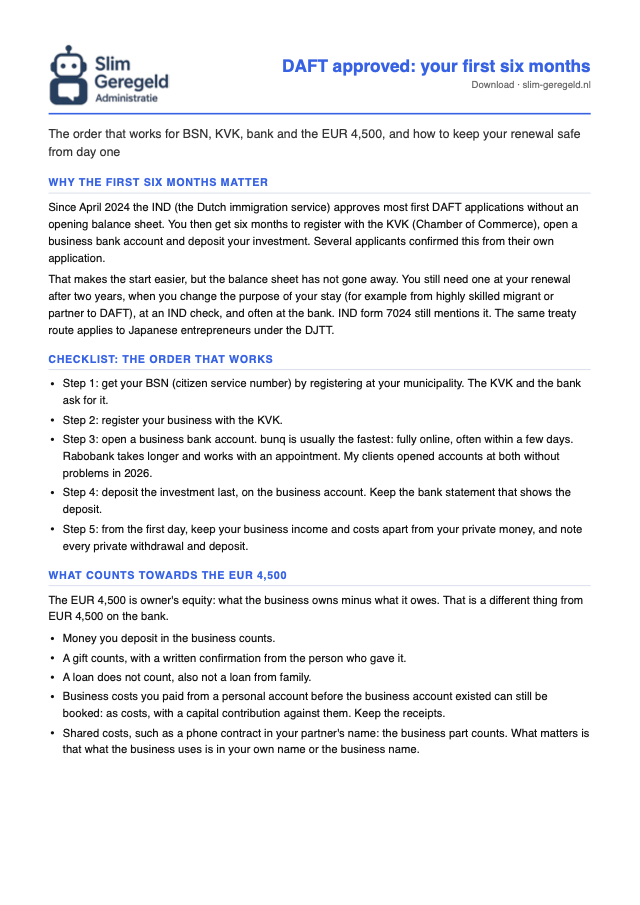 Slim
Geregeld
Administratie
DAFT approved: your first six months
Download · slim-geregeld.nl
The order that works for BSN, KVK, bank and the EUR 4,500, and how to keep your renewal safe
from day one
WHY THE FIRST SIX MONTHS MATTER
Since April 2024 the IND (the Dutch immigration service) approves most first DAFT applications without an
opening balance sheet. You then get six months to register with the KVK (Chamber of Commerce), open a
business bank account and deposit your investment. Several applicants confirmed this from their own
application.
That makes the start easier, but the balance sheet has not gone away. You still need one at your renewal
after two years, when you change the purpose of your stay (for example from highly skilled migrant or
partner to DAFT), at an IND check, and often at the bank. IND form 7024 still mentions it. The same treaty
route applies to Japanese entrepreneurs under the DJTT.
CHECKLIST: THE ORDER THAT WORKS
• Step 1: get your BSN (citizen service number) by registering at your municipality. The KVK and the bank
ask for it.
• Step 2: register your business with the KVK.
• Step 3: open a business bank account. bunq is usually the fastest: fully online, often within a few days.
Rabobank takes longer and works with an appointment. My clients opened accounts at both without
problems in 2026.
• Step 4: deposit the investment last, on the business account. Keep the bank statement that shows the
deposit.
• Step 5: from the first day, keep your business income and costs apart from your private money, and note
every private withdrawal and deposit.
WHAT COUNTS TOWARDS THE EUR 4,500
The EUR 4,500 is owner's equity: what the business owns minus what it owes. That is a different thing from
EUR 4,500 on the bank.
• Money you deposit in the business counts.
• A gift counts, with a written confirmation from the person who gave it.
• A loan does not count, also not a loan from family.
• Business costs you paid from a personal account before the business account existed can still be
booked: as costs, with a capital contribution against them. Keep the receipts.
• Shared costs, such as a phone contract in your partner's name: the business part counts. What matters is
that what the business uses is in your own name or the business name.